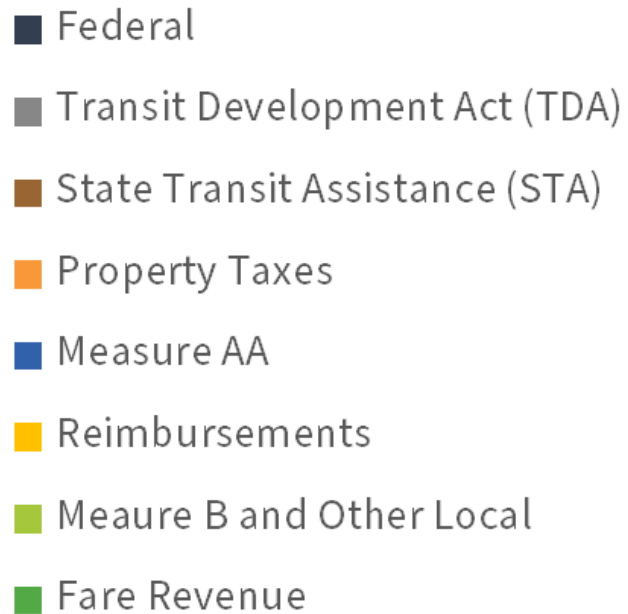 Federal
Transit Development Act (TDA)
State Transit Assistance (STA)
Property Taxes
Measure AA
Reimbursements
Meaure B and Other Local
Fare Revenue